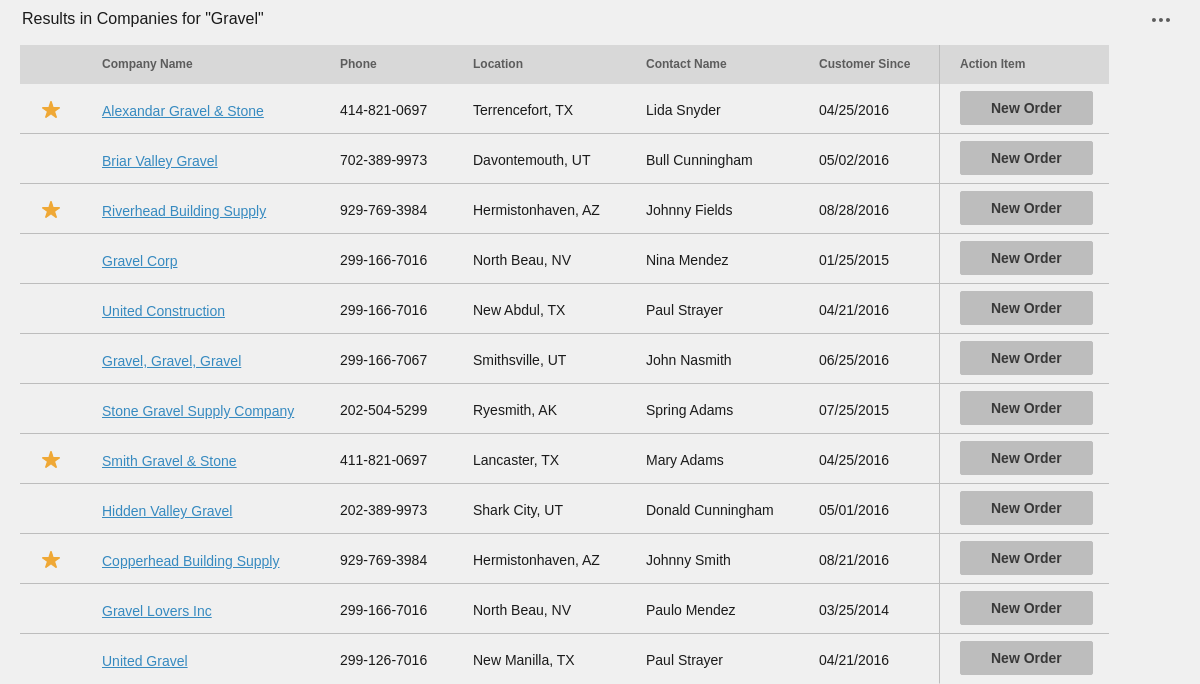 Results in Companies for "Gravel"
Company Name Phone Location Contact Name Customer Since Action Item
Alexandar Gravel & Stone 414-821-0697 Terrencefort, TX Lida Snyder 04/25/2016 New Order
Briar Valley Gravel 702-389-9973 Davontemouth, UT Bull Cunningham 05/02/2016 New Order
Riverhead Building Supply 929-769-3984 Hermistonhaven, AZ Johnny Fields 08/28/2016 New Order
Gravel Corp 299-166-7016 North Beau, NV Nina Mendez 01/25/2015 New Order
United Construction 299-166-7016 New Abdul, TX Paul Strayer 04/21/2016 New Order
Gravel, Gravel, Gravel 299-166-7067 Smithsville, UT John Nasmith 06/25/2016 New Order
Stone Gravel Supply Company 202-504-5299 Ryesmith, AK Spring Adams 07/25/2015 New Order
Smith Gravel & Stone 411-821-0697 Lancaster, TX Mary Adams 04/25/2016 New Order
Hidden Valley Gravel 202-389-9973 Shark City, UT Donald Cunningham 05/01/2016 New Order
Copperhead Building Supply 929-769-3984 Hermistonhaven, AZ Johnny Smith 08/21/2016 New Order
Gravel Lovers Inc 299-166-7016 North Beau, NV Paulo Mendez 03/25/2014 New Order
United Gravel 299-126-7016 New Manilla, TX Paul Strayer 04/21/2016 New Order